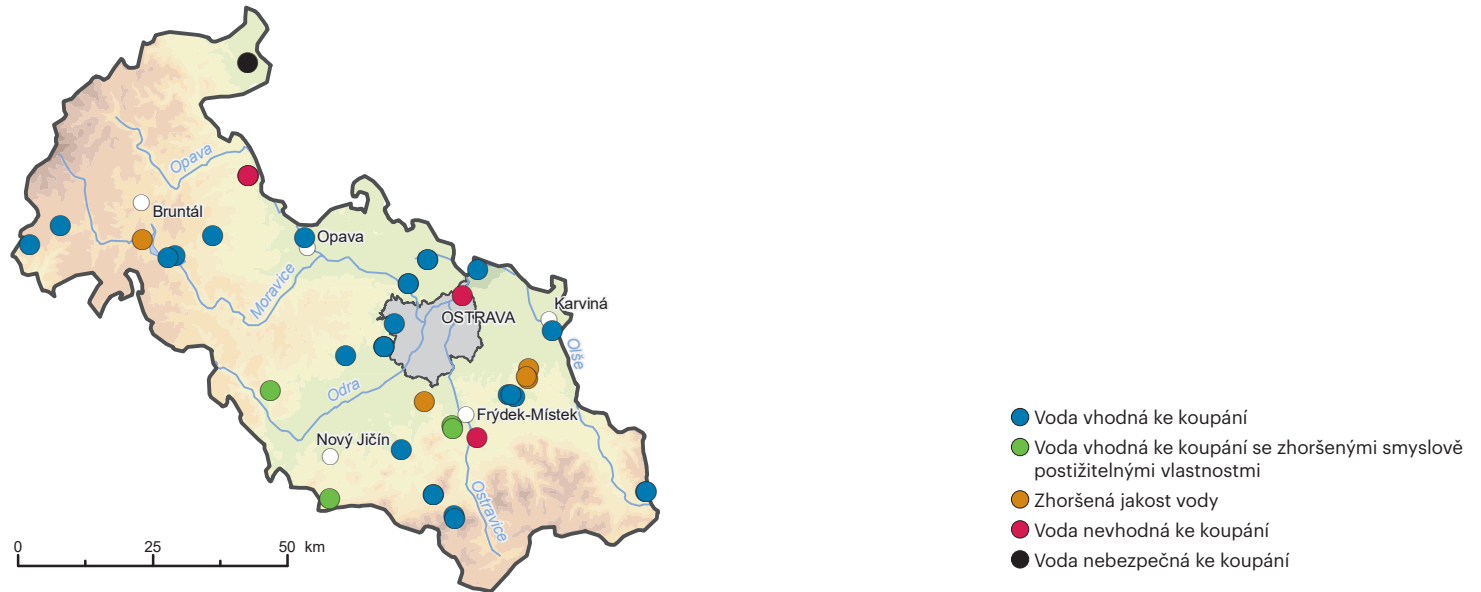 Opava
Bruntál
Opava
Moravice
Karviná
OSTRAVA
Olše
Odra
Frýdek-Místek
Nový Jičín
Ostravice
0 25 50 km
Voda vhodná ke koupání
Voda vhodná ke koupání se zhoršenými smyslově
postižitelnými vlastnostmi
Zhoršená jakost vody
Voda nevhodná ke koupání
Voda nebezpečná ke koupání